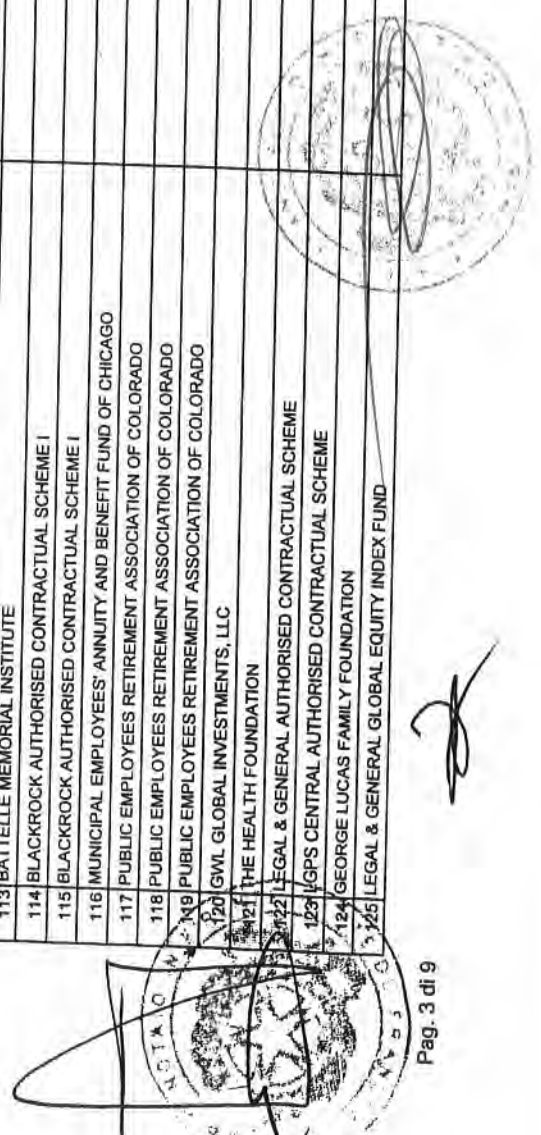 113 BATTELLE MEMORIAL INSTITUTE
114 BLACKROCK AUTHORISED CONTRACTUAL SCHEME I
115 BLACKROCK AUTHORISED CONTRACTUAL SCHEME I
116 MUNICIPAL EMPLOYEES' ANNUITY AND BENEFIT FUND OF CHICAGO
117 PUBLIC EMPLOYEES RETIREMENT ASSOCIATION OF COLORADO
118 PUBLIC EMPLOYEES RETIREMENT ASSOCIATION OF COLORADO
119 PUBLIC EMPLOYEES RETIREMENT ASSOCIATION OF COLORADO
120 GWL GLOBAL INVESTMENTS, LLC
121 THE HEALTH FOUNDATION
122 LEGAL & GENERAL AUTHORISED CONTRACTUAL SCHEME
123 LGPS CENTRAL AUTHORISED CONTRACTUAL SCHEME
124 GEORGE LUCAS FAMILY FOUNDATION
125 LEGAL & GENERAL GLOBAL EQUITY INDEX FUND
NOTAIO IN
Pag. 3 di 9